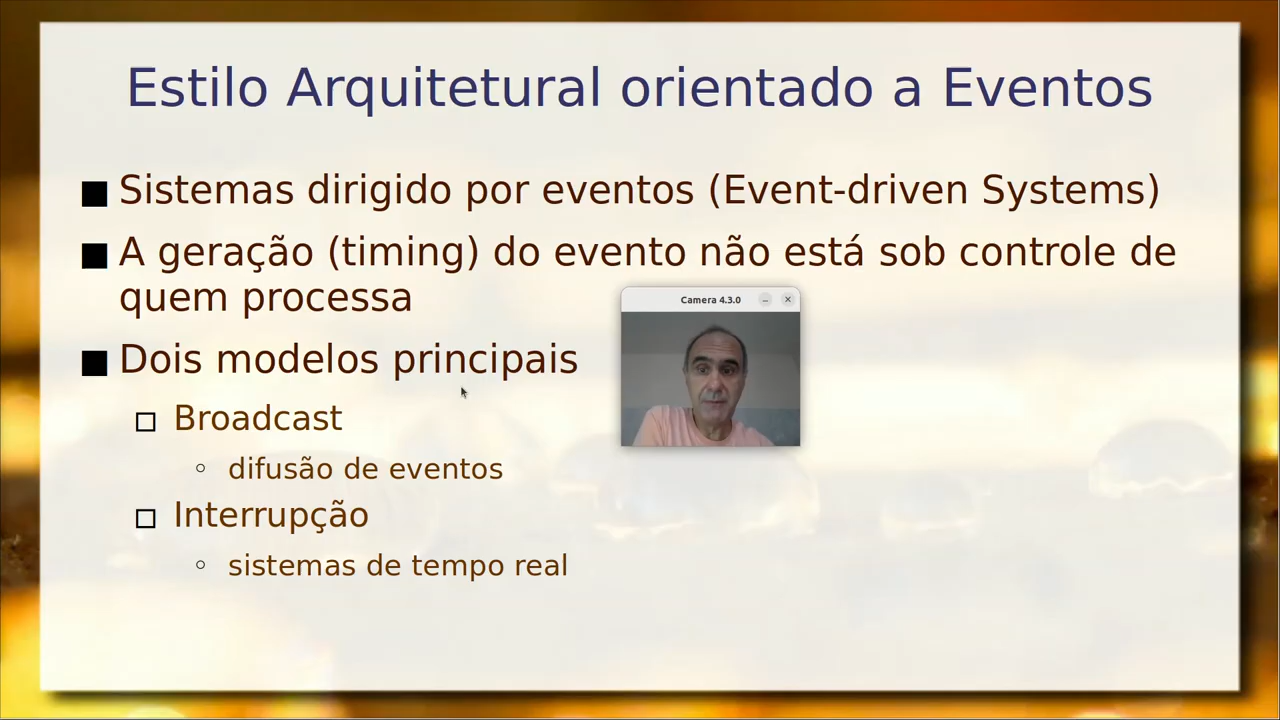 Estilo Arquitetural orientado a Eventos
Sistemas dirigido por eventos (Event-driven Systems)
A geração (timing) do evento não está sob controle de
quem processa
Camera 4.3.0
Dois modelos principais
Broadcast
difusão de eventos
Interrupção
sistemas de tempo real